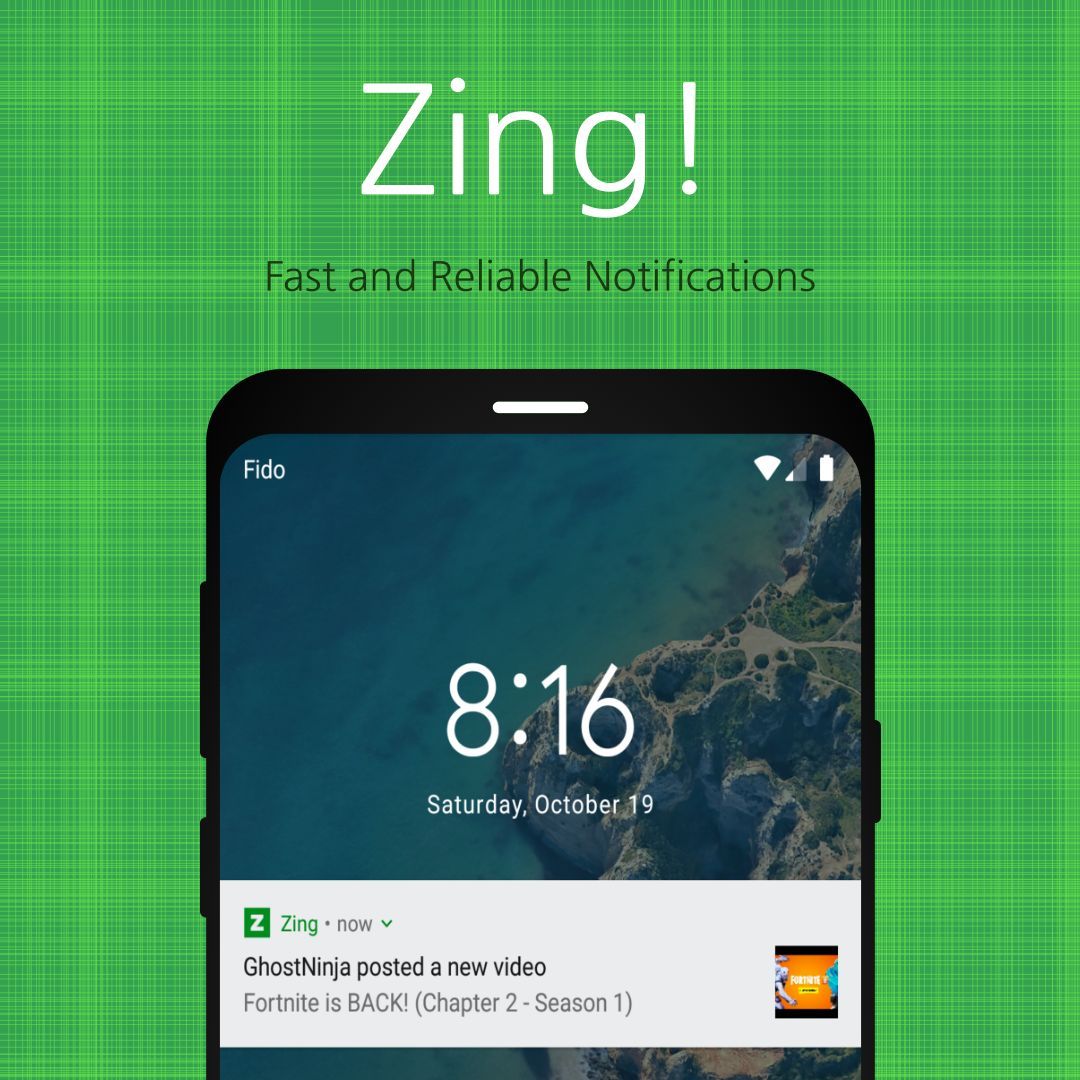 Zing!
Fast and Reliable Notifications
Fido
8:16
Saturday, October 19
Z Zing • now
GhostNinja posted a new video
Fortnite is BACK! (Chapter 2 - Season 1)
FORTNITE